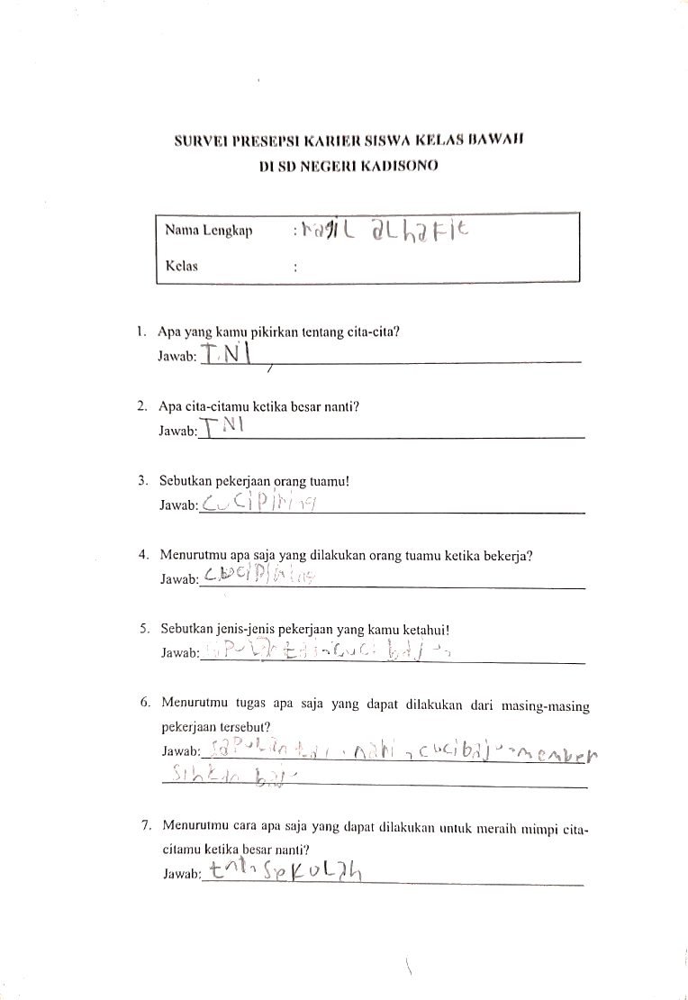 SURVEI PRESEPSI KARIER SISWA KELAS BAWAH
DI SD NEGERI KADISONO
Nama Lengkap : ragil alhafit
Kelas :
1. Apa yang kamu pikirkan tentang cita-cita?
Jawab: T.NI
2. Apa cita-citamu ketika besar nanti?
Jawab: TNI
3. Sebutkan pekerjaan orang tuamu!
Jawab: cucipiring
4. Menurutmu apa saja yang dilakukan orang tuamu ketika bekerja?
Jawab: cucipiring
5. Sebutkan jenis-jenis pekerjaan yang kamu ketahui!
Jawab: cuci baju
6. Menurutmu tugas apa saja yang dapat dilakukan dari masing-masing
pekerjaan tersebut?
Jawab: sapulantai cucibaju-member
sihkan baju
7. Menurutmu cara apa saja yang dapat dilakukan untuk meraih mimpi cita-
citamu ketika besar nanti?
Jawab: sekolah